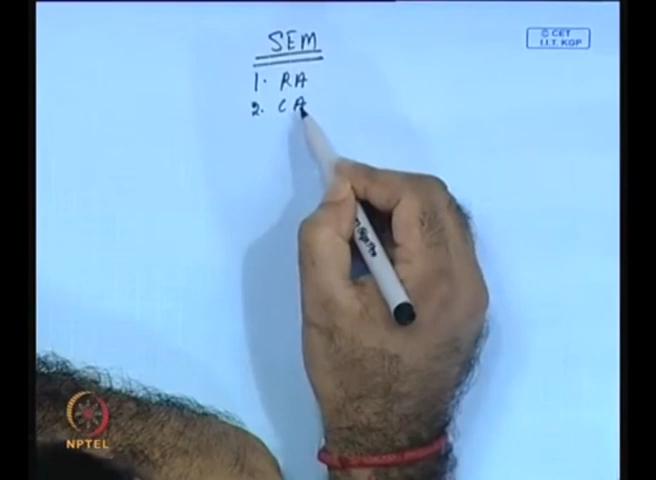 SEM
© CET
I.I.T. KGP
1. RA
2. CA
NPTEL